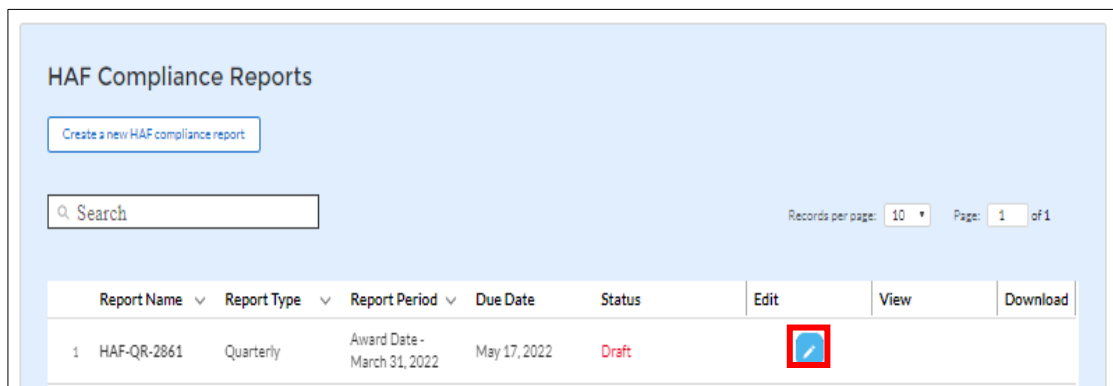 HAF Compliance Reports
Create a new HAF compliance report
Search
Records per page: 10 Page: 1 of 1
Report Name Report Type Report Period Due Date Status Edit View Download
1 HAF-QR-2861 Quarterly Award Date - March 31, 2022 May 17, 2022 Draft